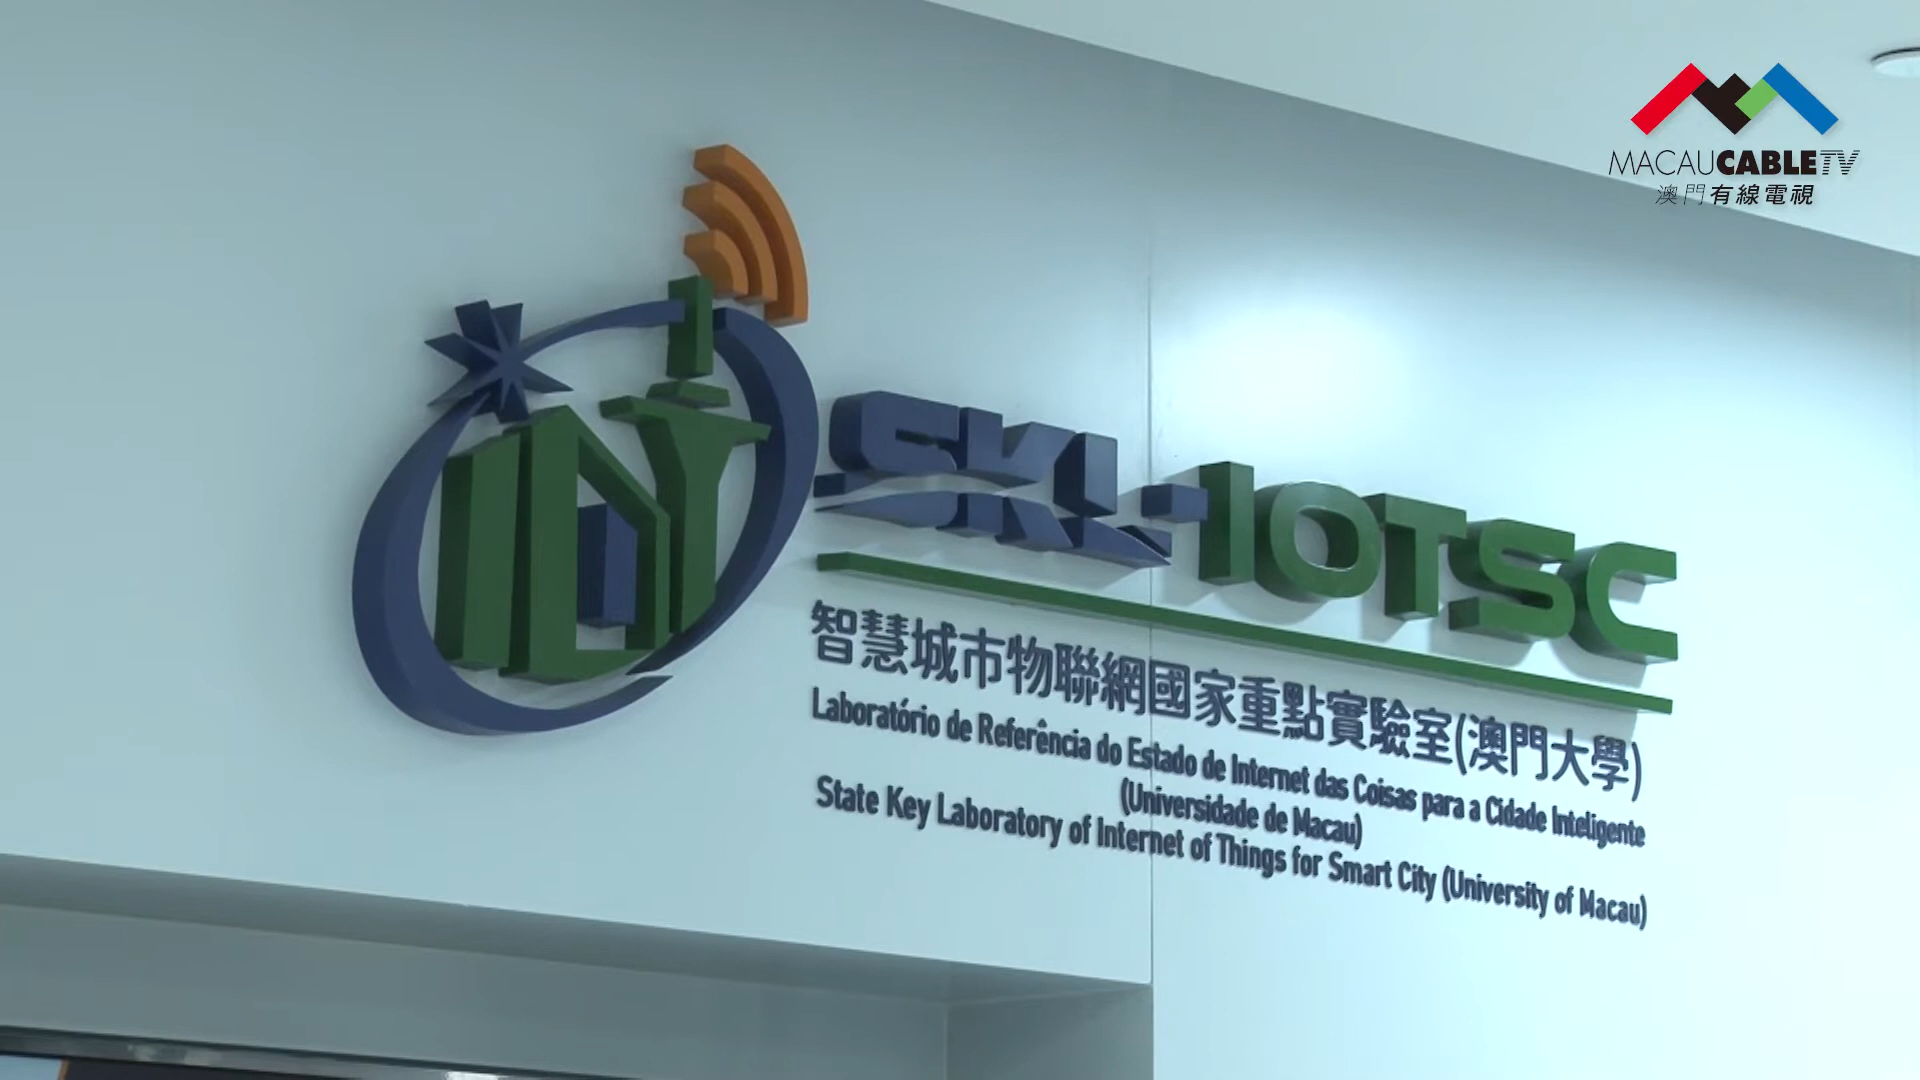 MACAUCABLETV
澳門有線電視
SKL-IOTSC
智慧城市物聯網國家重點實驗室(澳門大學)
Laboratório de Referência do Estado de Internet das Coisas para a Cidade Inteligente
(Universidade de Macau)
State Key Laboratory of Internet of Things for Smart City (University of Macau)